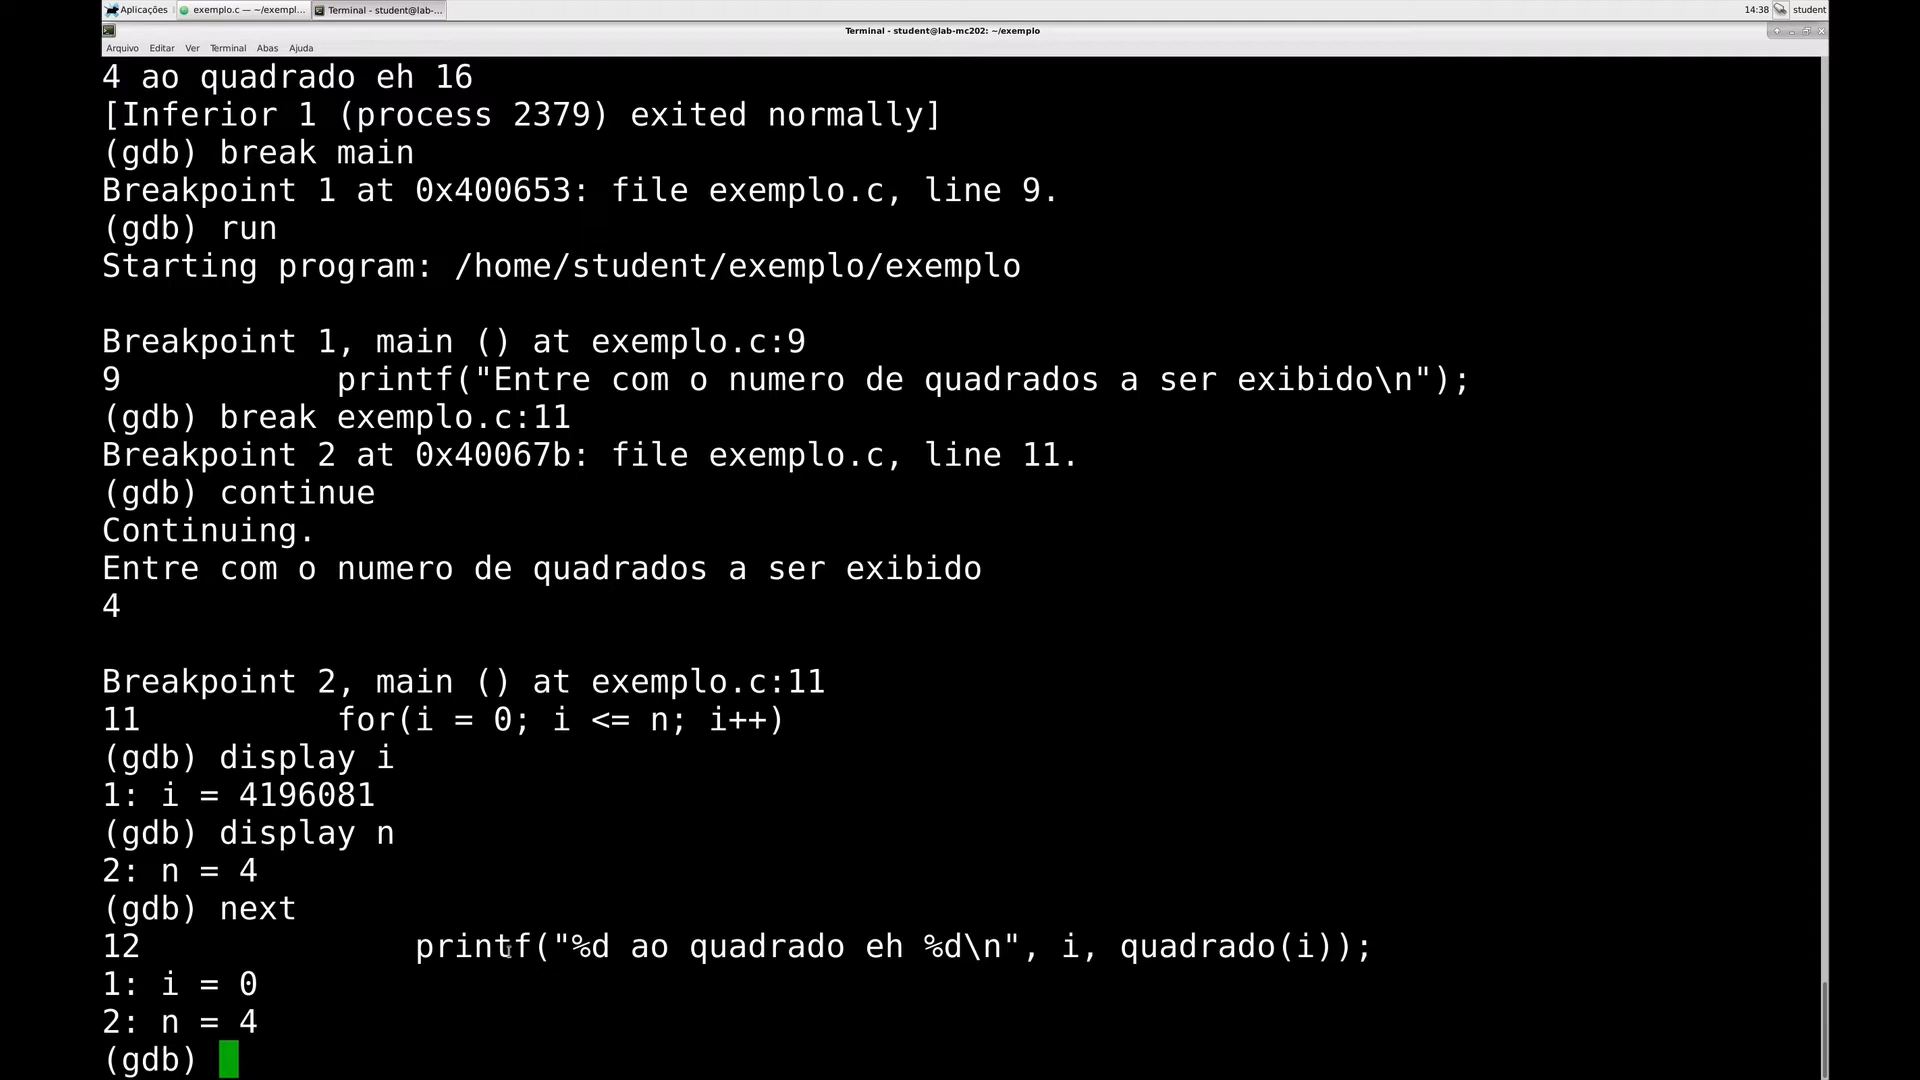 Aplicações
exemplo.c — ~/exempl...
Terminal - student@lab-...
14:38
student
Terminal - student@lab-mc202: ~/exemplo
Arquivo Editar Ver Terminal Abas Ajuda
4 ao quadrado eh 16
[Inferior 1 (process 2379) exited normally]
(gdb) break main
Breakpoint 1 at 0x400653: file exemplo.c, line 9.
(gdb) run
Starting program: /home/student/exemplo/exemplo
Breakpoint 1, main () at exemplo.c:9
9 printf("Entre com o numero de quadrados a ser exibido\n");
(gdb) break exemplo.c:11
Breakpoint 2 at 0x40067b: file exemplo.c, line 11.
(gdb) continue
Continuing.
Entre com o numero de quadrados a ser exibido
4
Breakpoint 2, main () at exemplo.c:11
11 for(i = 0; i <= n; i++)
(gdb) display i
1: i = 4196081
(gdb) display n
2: n = 4
(gdb) next
12 printf("%d ao quadrado eh %d\n", i, quadrado(i));
1: i = 0
2: n = 4
(gdb)